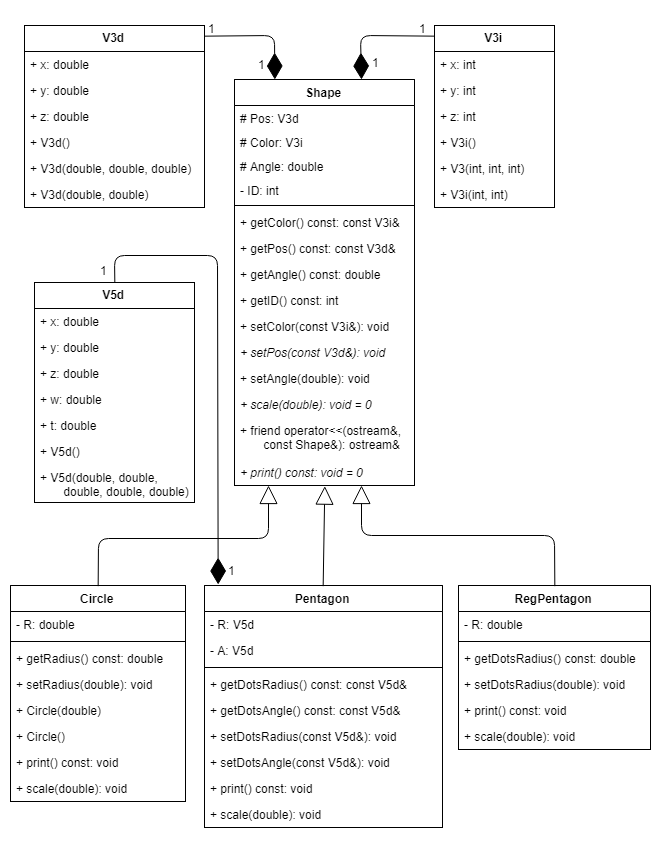 V3d
+ x: double
+ y: double
+ z: double
+ V3d()
+ V3d(double, double, double)
+ V3d(double, double)
1
1
1
1
V3i
+ x: int
+ y: int
+ z: int
+ V3i()
+ V3(int, int, int)
+ V3i(int, int)
Shape
# Pos: V3d
# Color: V3i
# Angle: double
- ID: int
+ getColor() const: const V3i&
+ getPos() const: const V3d&
+ getAngle() const: double
+ getID() const: int
+ setColor(const V3i&): void
+ setPos(const V3d&): void
+ setAngle(double): void
+ scale(double): void = 0
+ friend operator<<(ostream&,
const Shape&): ostream&
+ print() const: void = 0
1
V5d
+ x: double
+ y: double
+ z: double
+ w: double
+ t: double
+ V5d()
+ V5d(double, double,
double, double, double)
1
Circle
- R: double
+ getRadius() const: double
+ setRadius(double): void
+ Circle(double)
+ Circle()
+ print() const: void
+ scale(double): void
Pentagon
- R: V5d
- A: V5d
+ getDotsRadius() const: const V5d&
+ getDotsAngle() const: const V5d&
+ setDotsRadius(const V5d&): void
+ setDotsAngle(const V5d&): void
+ print() const: void
+ scale(double): void
RegPentagon
- R: double
+ getDotsRadius() const: double
+ setDotsRadius(double): void
+ print() const: void
+ scale(double): void